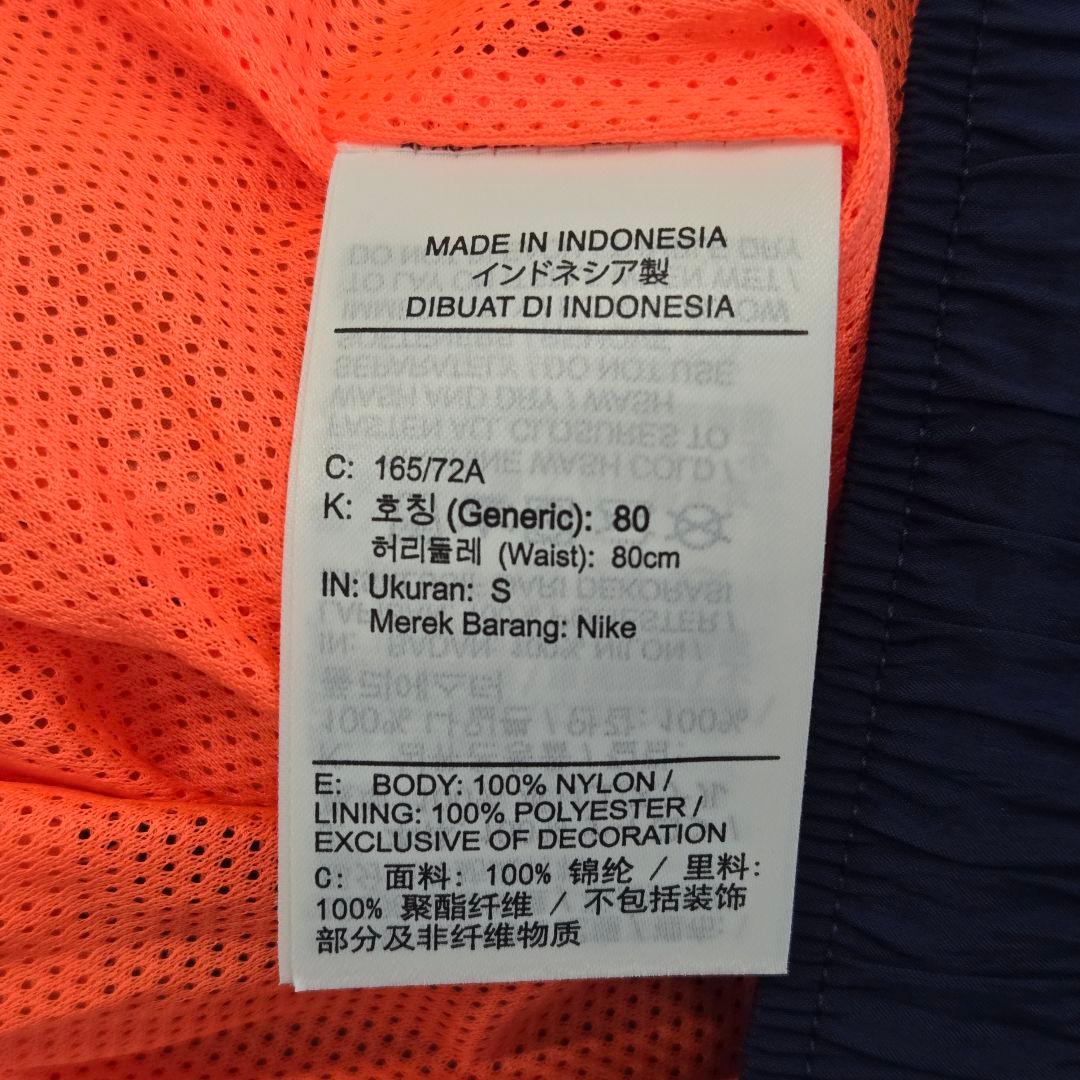 MADE IN INDONESIA
インドネシア製
DIBUAT DI INDONESIA
C: 165/72A
K: 호칭 (Generic): 80
허리둘레 (Waist): 80cm
IN: Ukuran: S
Merek Barang: Nike
E: BODY: 100% NYLON /
LINING: 100% POLYESTER /
EXCLUSIVE OF DECORATION
C: 面料: 100% 锦纶 / 里料:
100% 聚酯纤维 / 不包括装饰
部分及非纤维物质